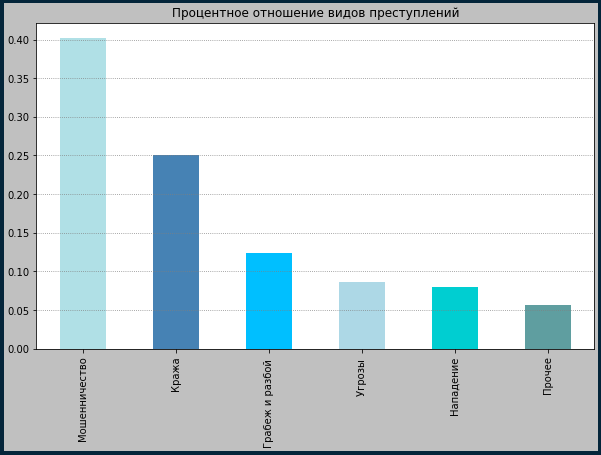 Процентное отношение видов преступлений
0.40
0.35
0.30
0.25
0.20
0.15
0.10
0.05
0.00
Мошенничество
Кража
Грабеж и разбой
Угрозы
Нападение
Прочее